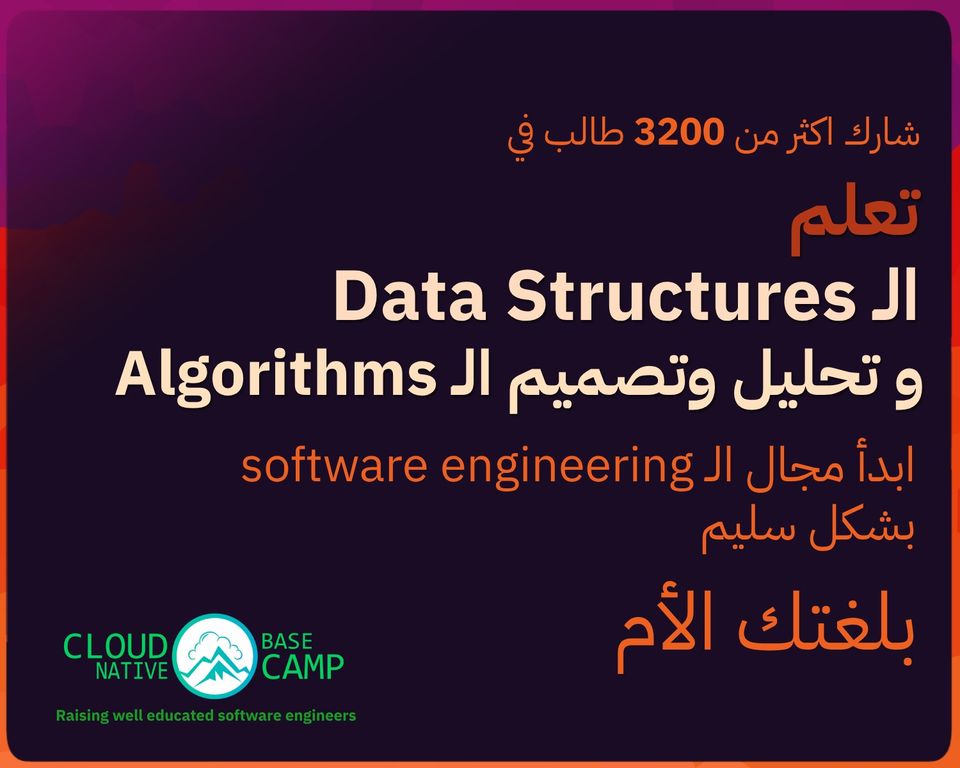 شارك اكثر من 3200 طالب في
تعلم
الـ Data Structures
و تحليل وتصميم الـ Algorithms
ابدأ مجال الـ software engineering
بشكل سليم
بلغتك الأم
CLOUD NATIVE
BASE CAMP
Raising well educated software engineers